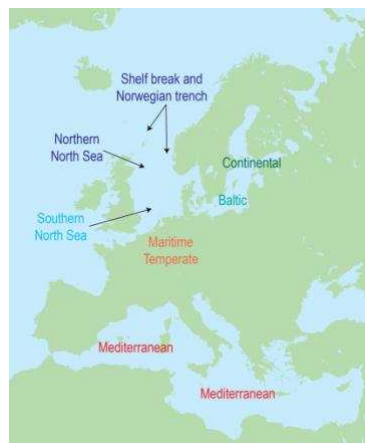 Shelf break and
Norwegian trench
Northern
North Sea
Continental
Baltic
Southern
North Sea
Maritime
Temperate
Mediterranean
Mediterranean